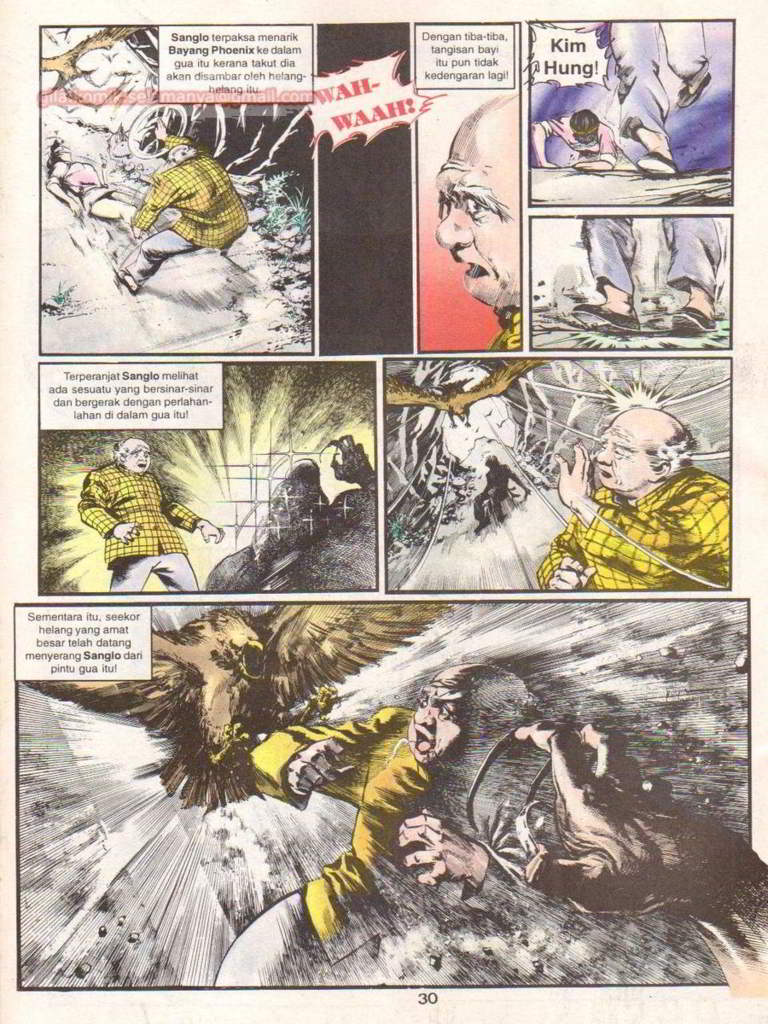 Sanglo terpaksa menarik
Bayang Phoenix ke dalam
gua itu kerana takut dia
akan disambar oleh helang-
helang itu.
WAH-
WAAH!
Dengan tiba-tiba,
tangisan bayi
itu pun tidak
kedengaran lagi!
Kim
Hung!
Terperanjat Sanglo melihat
ada sesuatu yang bersinar-sinar
dan bergerak dengan perlahan-
lahan di dalam gua itu!
Sementara itu, seekor
helang yang amat
besar telah datang
menyerang Sanglo dari
pintu gua itu!
30